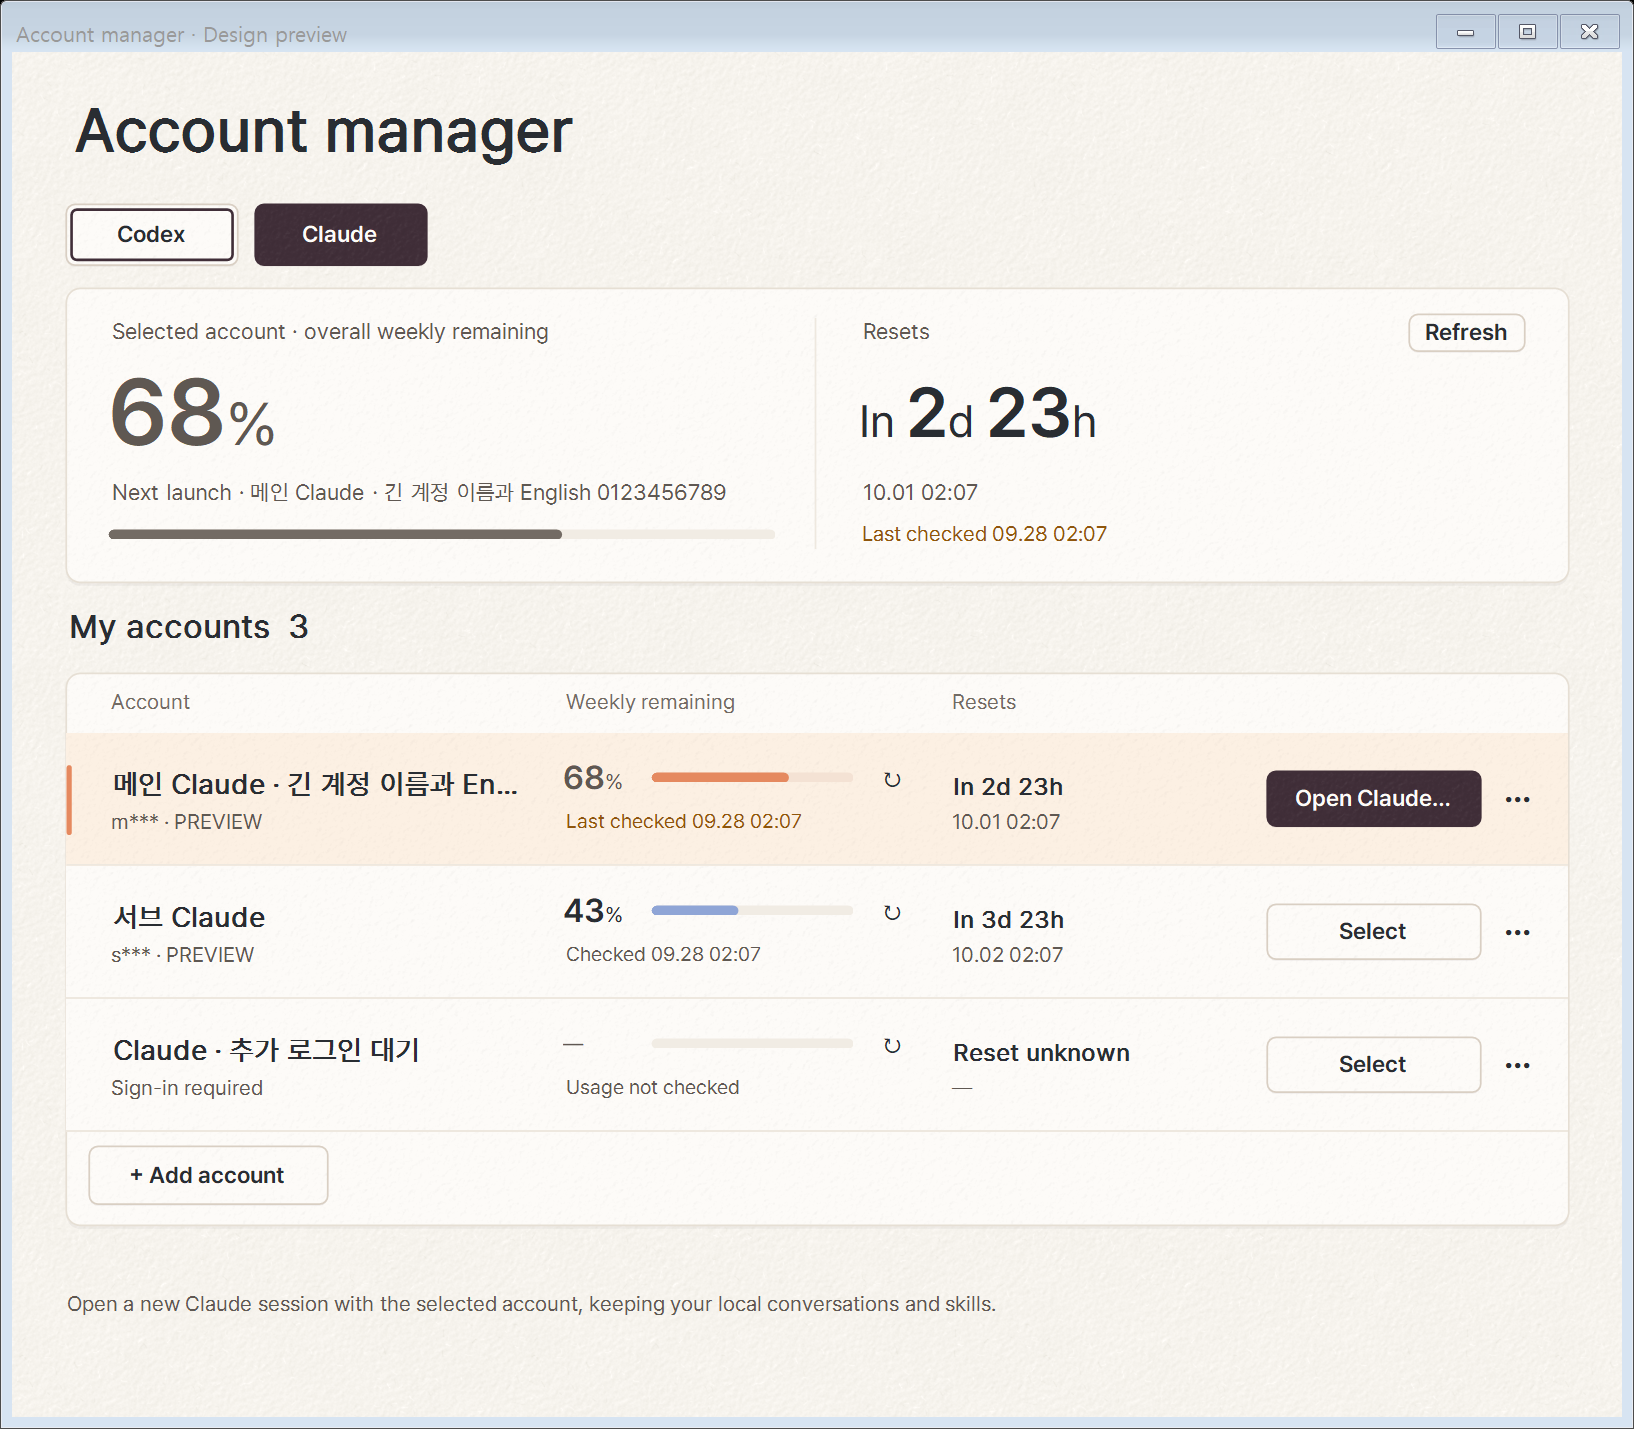 Account manager · Design preview
Account manager
Codex
Claude
Selected account · overall weekly remaining
68%
Next launch · 메인 Claude · 긴 계정 이름과 English 0123456789
Resets
Refresh
In 2d 23h
10.01 02:07
Last checked 09.28 02:07
My accounts 3
Account
Weekly remaining
Resets
메인 Claude · 긴 계정 이름과 En...
m*** · PREVIEW
68%
Last checked 09.28 02:07
In 2d 23h
10.01 02:07
Open Claude...
서브 Claude
s*** · PREVIEW
43%
Checked 09.28 02:07
In 3d 23h
10.02 02:07
Select
Claude · 추가 로그인 대기
Sign-in required
—
Usage not checked
Reset unknown
—
Select
+ Add account
Open a new Claude session with the selected account, keeping your local conversations and skills.